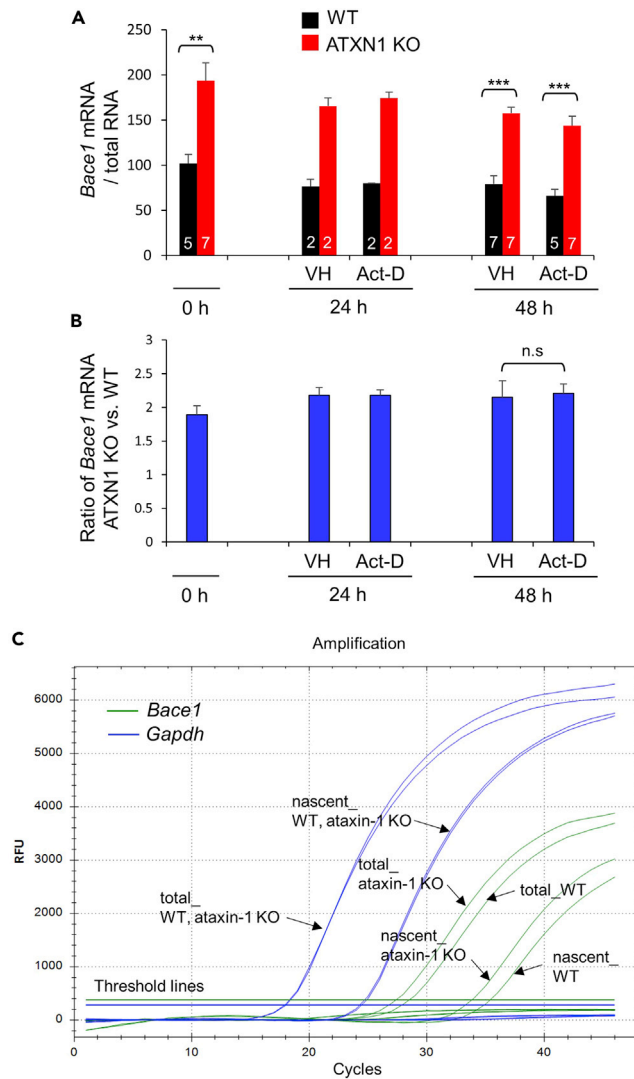 A
WT
ATXN1 KO
Bace1 mRNA
/ total RNA
250
200
150
100
50
0
**
***
***
5 7 2 2 2 2 7 7 5 7
VH Act-D VH Act-D
0 h 24 h 48 h
B
Ratio of Bace1 mRNA
ATXN1 KO vs. WT
3
2.5
2
1.5
1
0.5
0
n.s
VH Act-D VH Act-D
0 h 24 h 48 h
C
Amplification
RFU
6000
5000
4000
3000
2000
1000
0
Bace1
Gapdh
nascent_
WT, ataxin-1 KO
total_
ataxin-1 KO
total_WT
total_
WT, ataxin-1 KO
nascent_
ataxin-1 KO
nascent_
WT
Threshold lines
0 10 20 30 40
Cycles